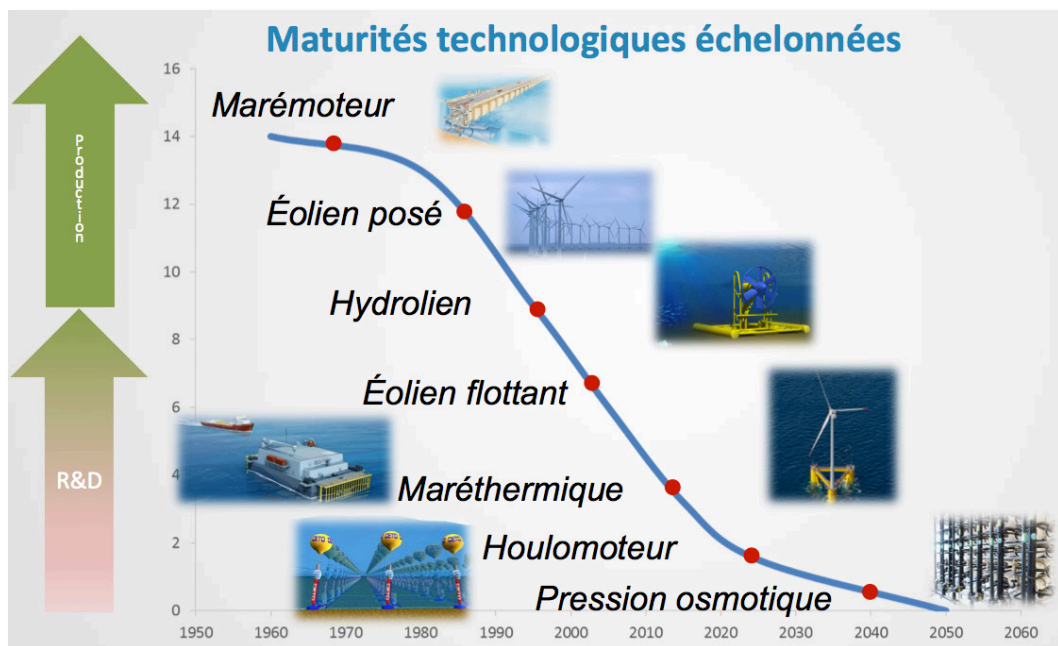 Maturités technologiques échelonnées
16
14
12
10
8
6
4
2
0
Production
R&D
Marémoteur
Éolien posé
Hydrolien
Éolien flottant
Maréthermique
Houlomoteur
Pression osmotique
1950 1960 1970 1980 1990 2000 2010 2020 2030 2040 2050 2060